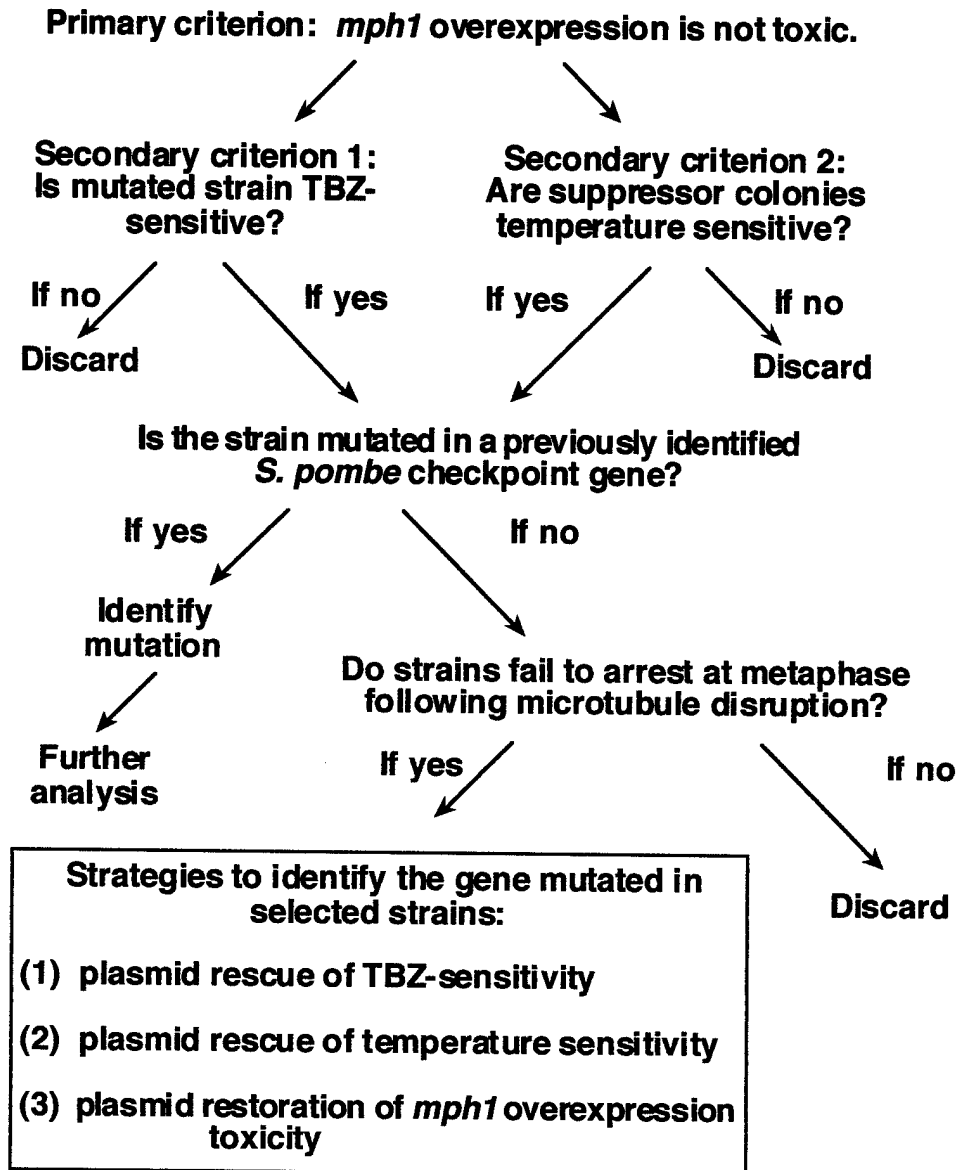 Primary criterion: mph1 overexpression is not toxic.
Secondary criterion 1:
Is mutated strain TBZ-
sensitive?
Secondary criterion 2:
Are suppressor colonies
temperature sensitive?
If no
If yes
If yes
If no
Discard
Discard
Is the strain mutated in a previously identified
S. pombe checkpoint gene?
If yes
If no
Identify
mutation
Do strains fail to arrest at metaphase
following microtubule disruption?
Further
analysis
If yes
If no
Discard
Strategies to identify the gene mutated in
selected strains:
(1) plasmid rescue of TBZ-sensitivity
(2) plasmid rescue of temperature sensitivity
(3) plasmid restoration of mph1 overexpression
toxicity